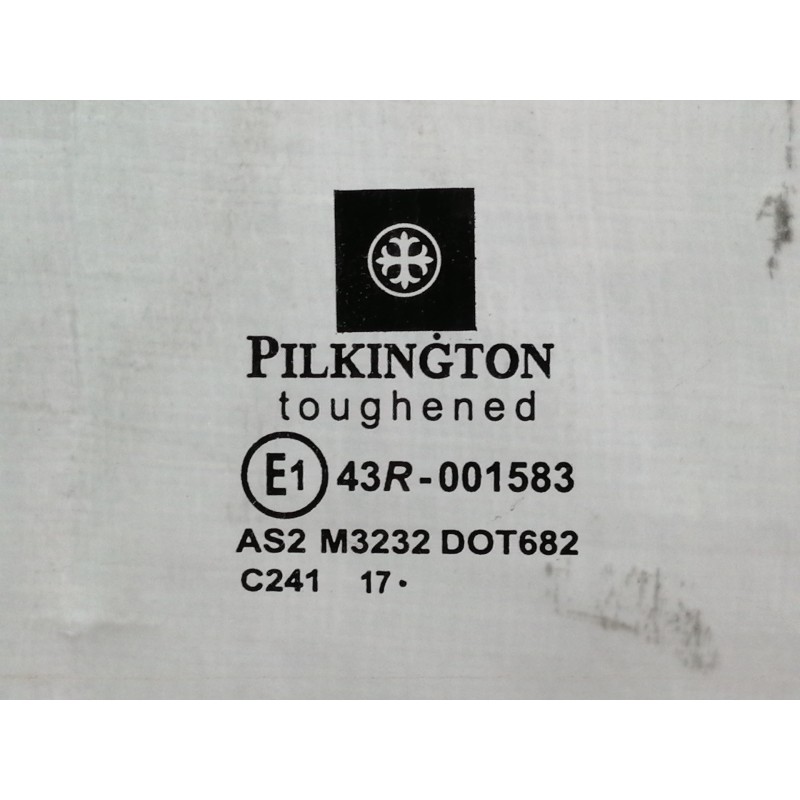 PILKINGTON
toughened
E1 43R-001583
AS2 M3232 DOT682
C241 17·